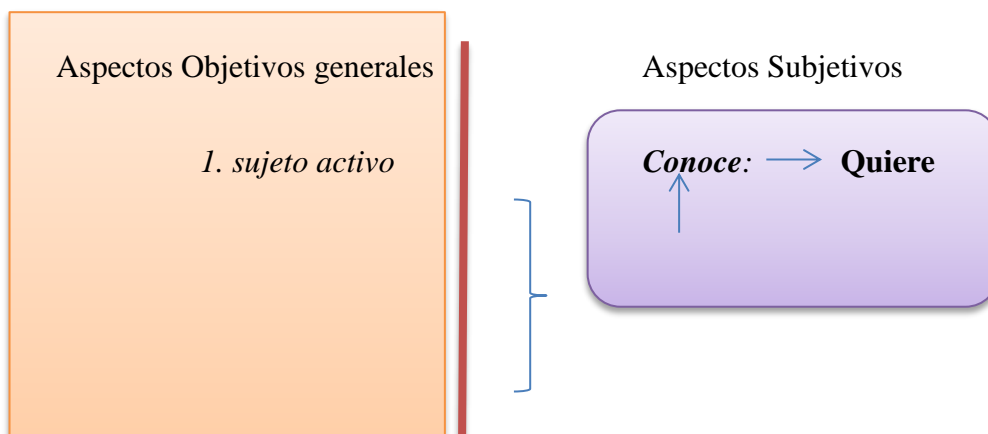 Aspectos Objetivos generales
Aspectos Subjetivos
1. sujeto activo
Conoce: Quiere